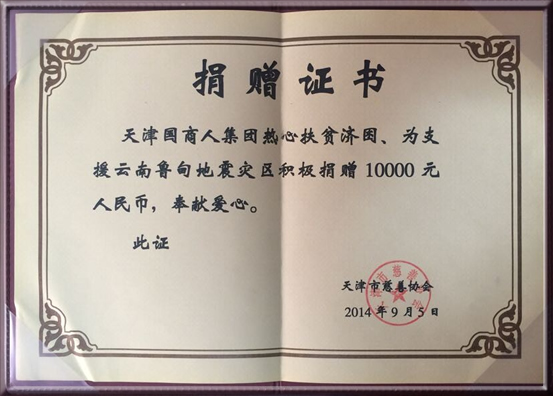 捐赠证书
天津国商人集团热心扶贫济困、为支
援云南鲁甸地震灾区积极捐赠10000元
人民币，奉献爱心。
此证
天津市慈善协会
2014年9月5日